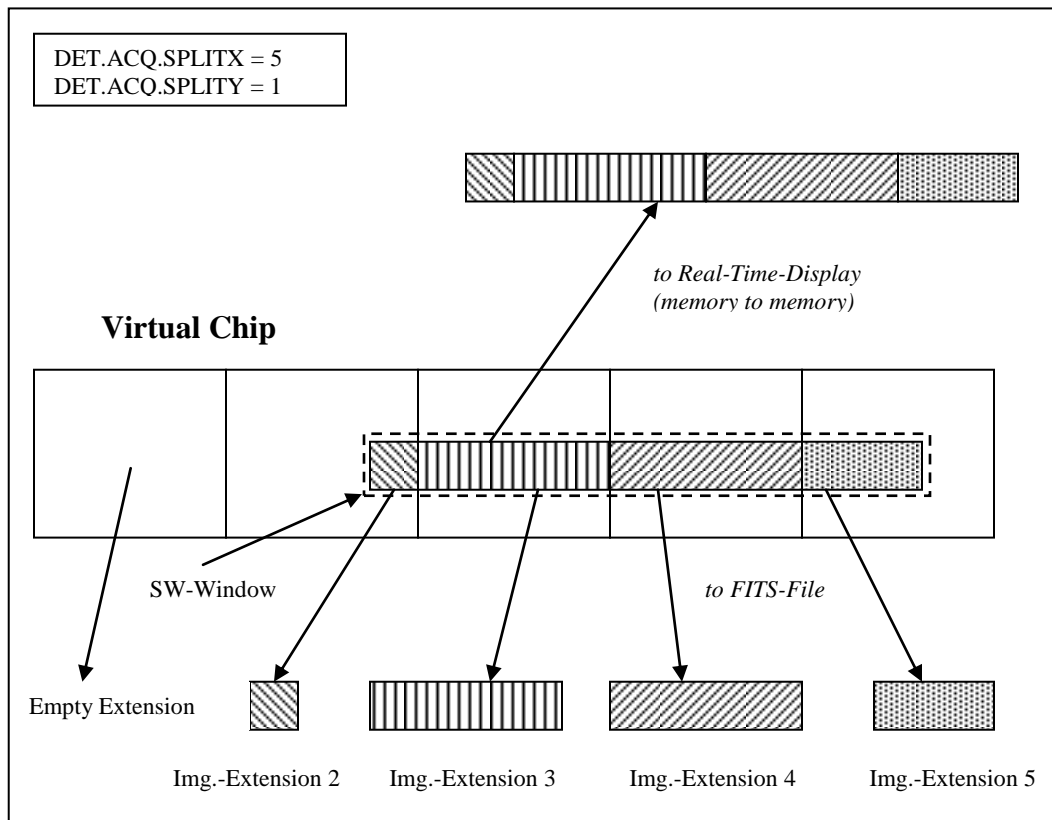 DET.ACQ.SPLITX = 5
DET.ACQ.SPLITY = 1
to Real-Time-Display
(memory to memory)
Virtual Chip
SW-Window
to FITS-File
Empty Extension
Img.-Extension 2
Img.-Extension 3
Img.-Extension 4
Img.-Extension 5